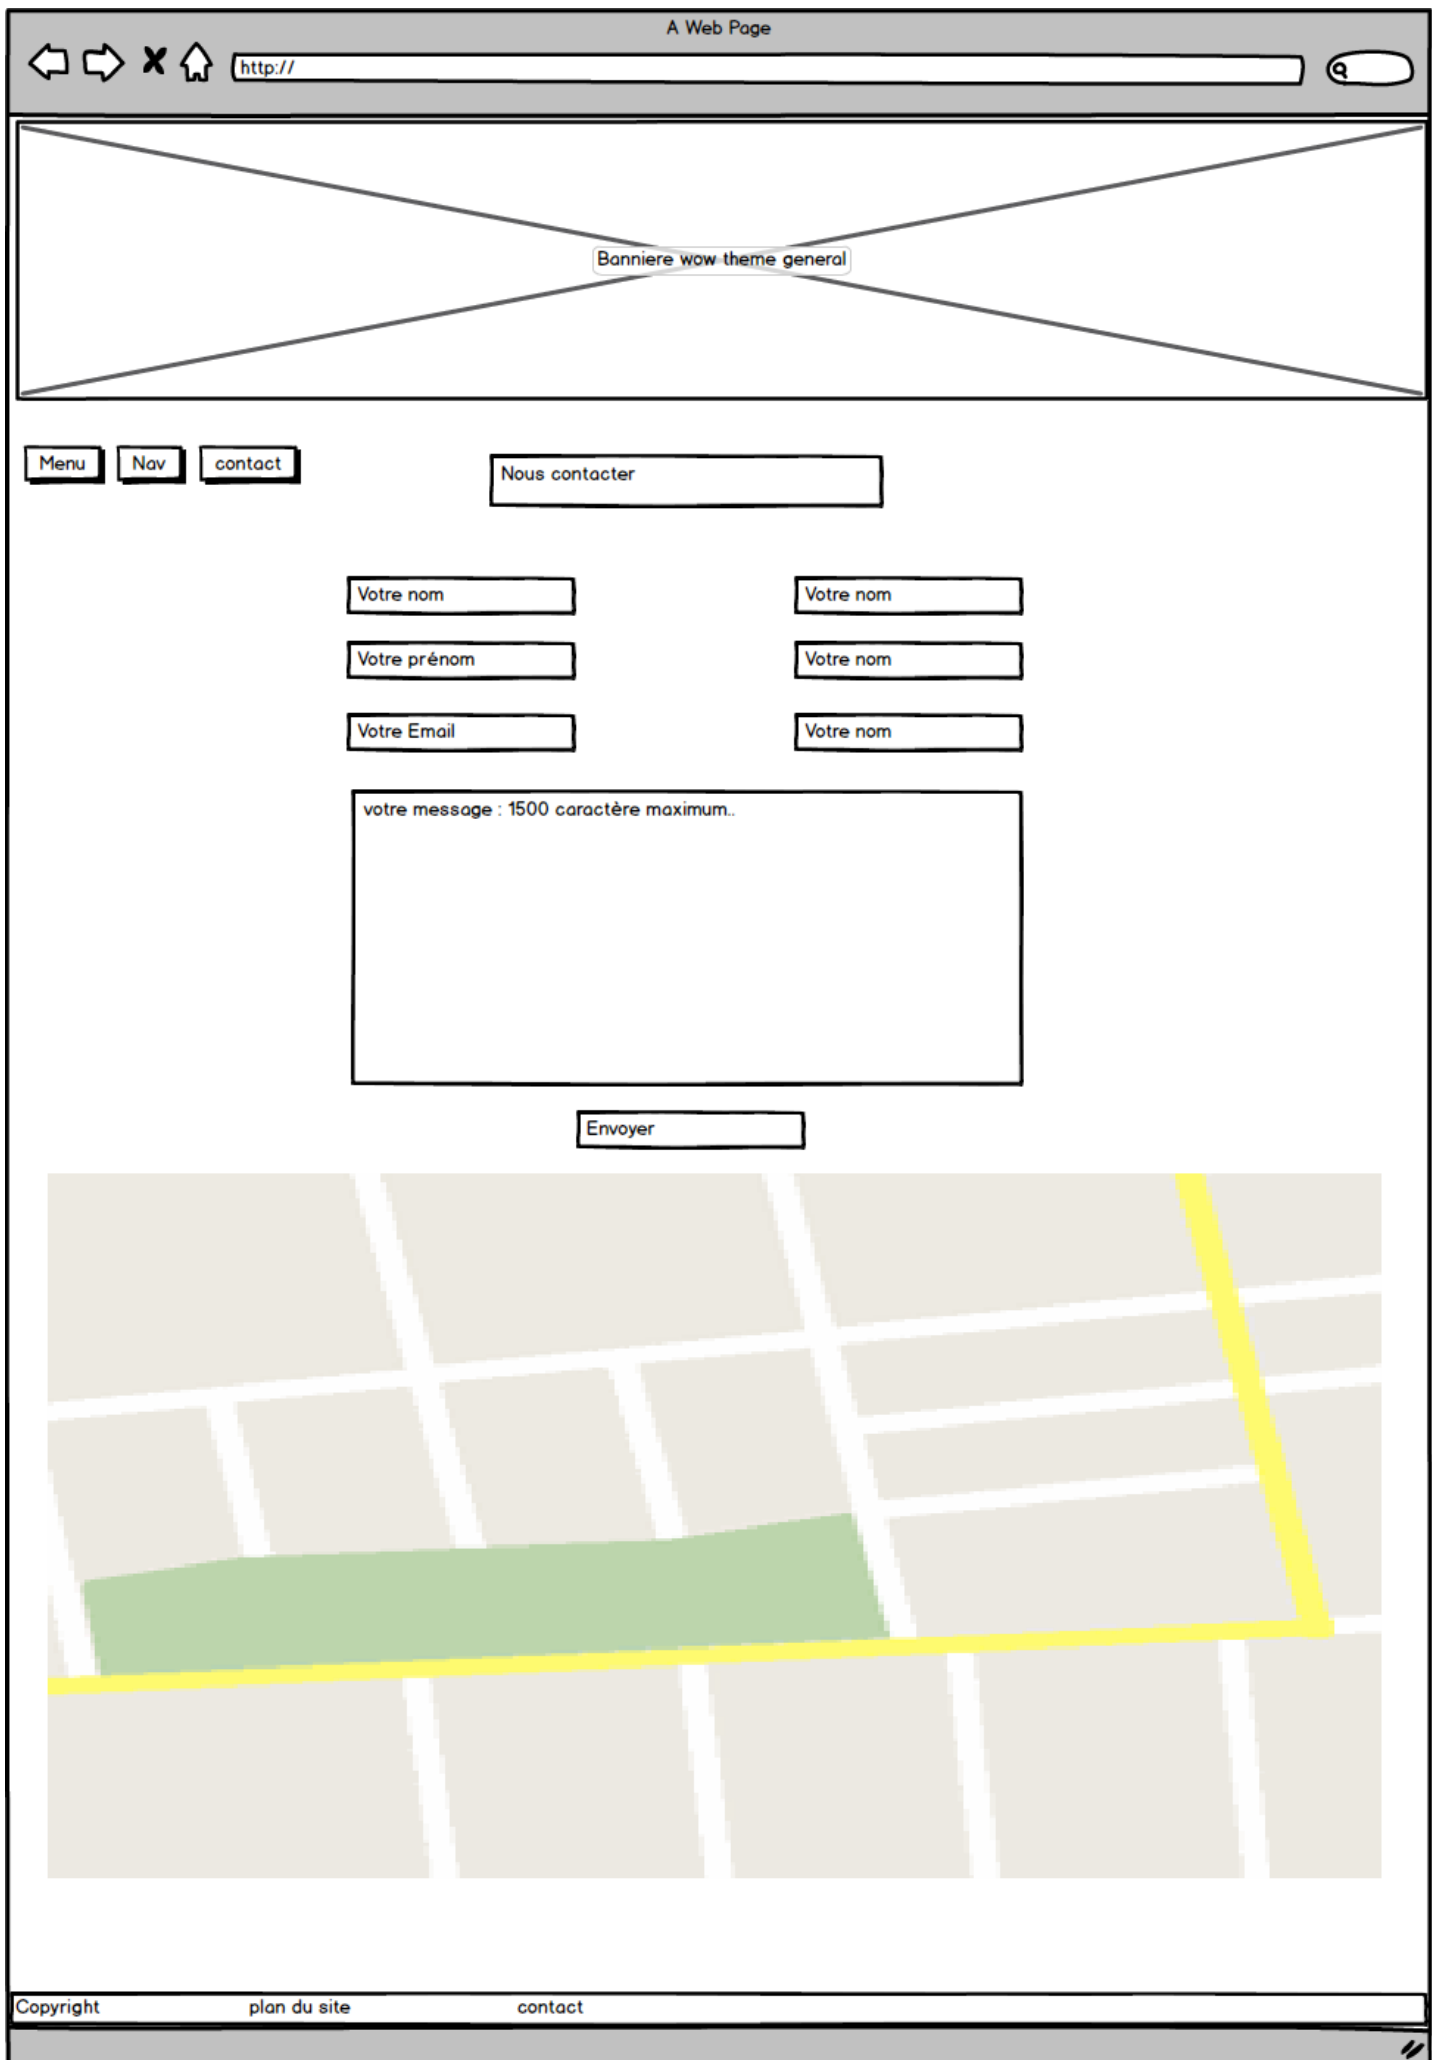 A Web Page
http://
Banniere wow theme general
Menu Nav contact
Nous contacter
Votre nom Votre nom
Votre prénom Votre nom
Votre Email Votre nom
votre message : 1500 caractère maximum..
Envoyer
Copyright plan du site contact